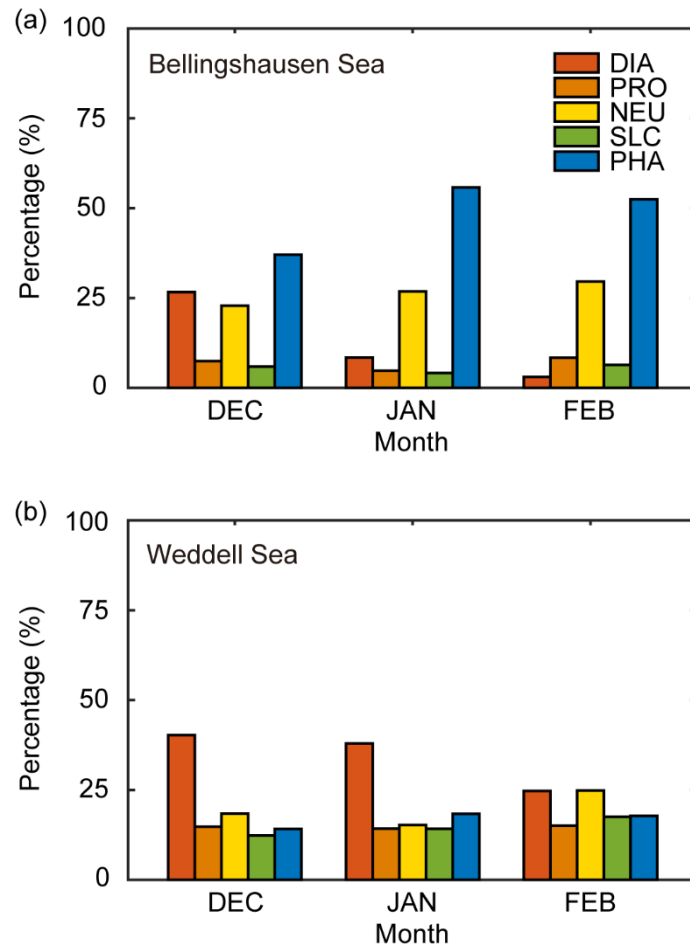 (a)
100
75
50
25
0
Percentage (%)
Bellingshausen Sea
DIA
PRO
NEU
SLC
PHA
DEC JAN FEB
Month
(b)
100
75
50
25
0
Percentage (%)
Weddell Sea
DEC JAN FEB
Month